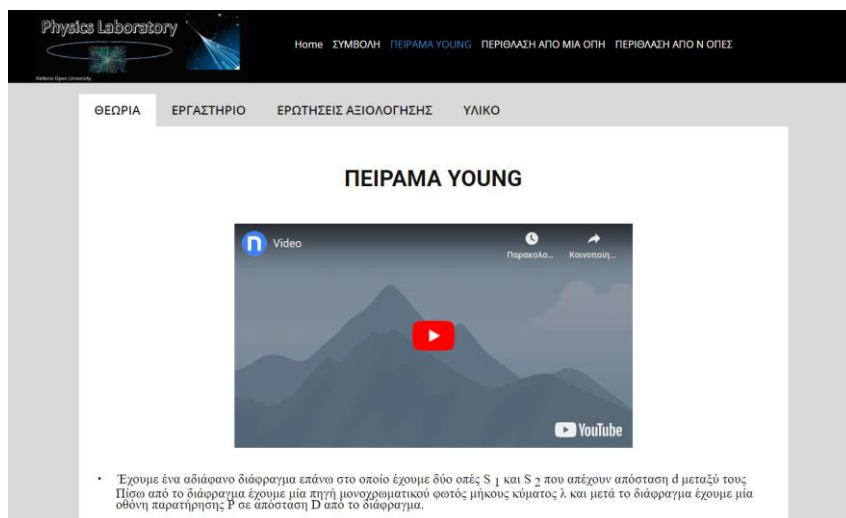 Physics Laboratory
Hellenic Open University
Home ΣΥΜΒΟΛΗ ΠΕΙΡΑΜΑ YOUNG ΠΕΡΙΘΛΑΣΗ ΑΠΟ ΜΙΑ ΟΠΗ ΠΕΡΙΘΛΑΣΗ ΑΠΟ Ν ΟΠΕΣ
ΘΕΩΡΙΑ ΕΡΓΑΣΤΗΡΙΟ ΕΡΩΤΗΣΕΙΣ ΑΞΙΟΛΟΓΗΣΗΣ ΥΛΙΚΟ
ΠΕΙΡΑΜΑ YOUNG
n Video
Παρακολο... Κοινοποίη...
YouTube
• Έχουμε ένα αδιάφανο διάφραγμα επάνω στο οποίο έχουμε δύο οπές S 1 και S 2 που απέχουν απόσταση d μεταξύ τους
Πίσω από το διάφραγμα έχουμε μία πηγή μονοχρωματικού φωτός μήκους κύματος λ και μετά το διάφραγμα έχουμε μία
οθόνη παρατήρησης P σε απόσταση D από το διάφραγμα.